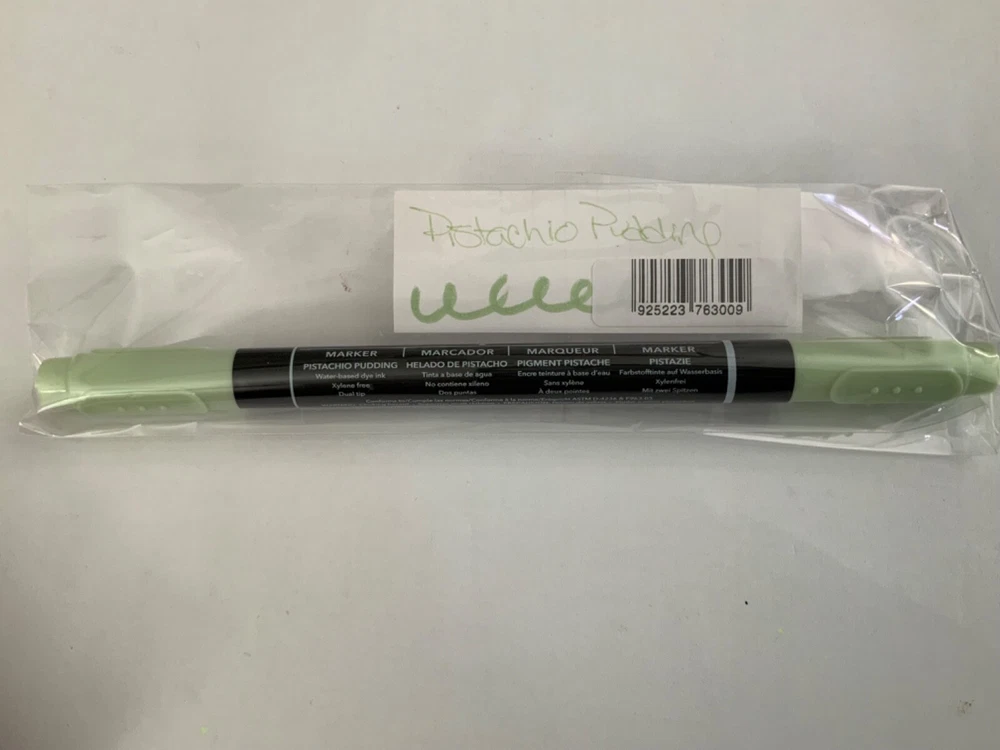 Pistachio Pudding
925223 763009
MARKER | MARCADOR | MARQUEUR | MARKER
PISTACHIO PUDDING HELADO DE PISTACHO PIGMENT PISTACHE PISTAZIE
Water-based dye ink Tinta a base de agua Encre teinture à base d'eau Farbstofftinte auf Wasserbasis
Xylene free No contiene xileno Sans xylène Xylenfrei
Dual tip Dos puntas À deux pointes Mit zwei Spitzen